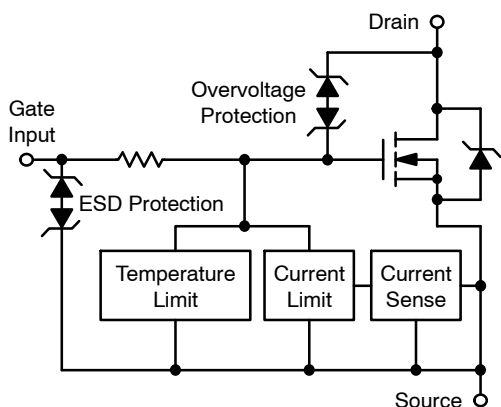 Drain
Overvoltage
Protection
Gate
Input
ESD Protection
Temperature
Limit
Current
Limit
Current
Sense
Source